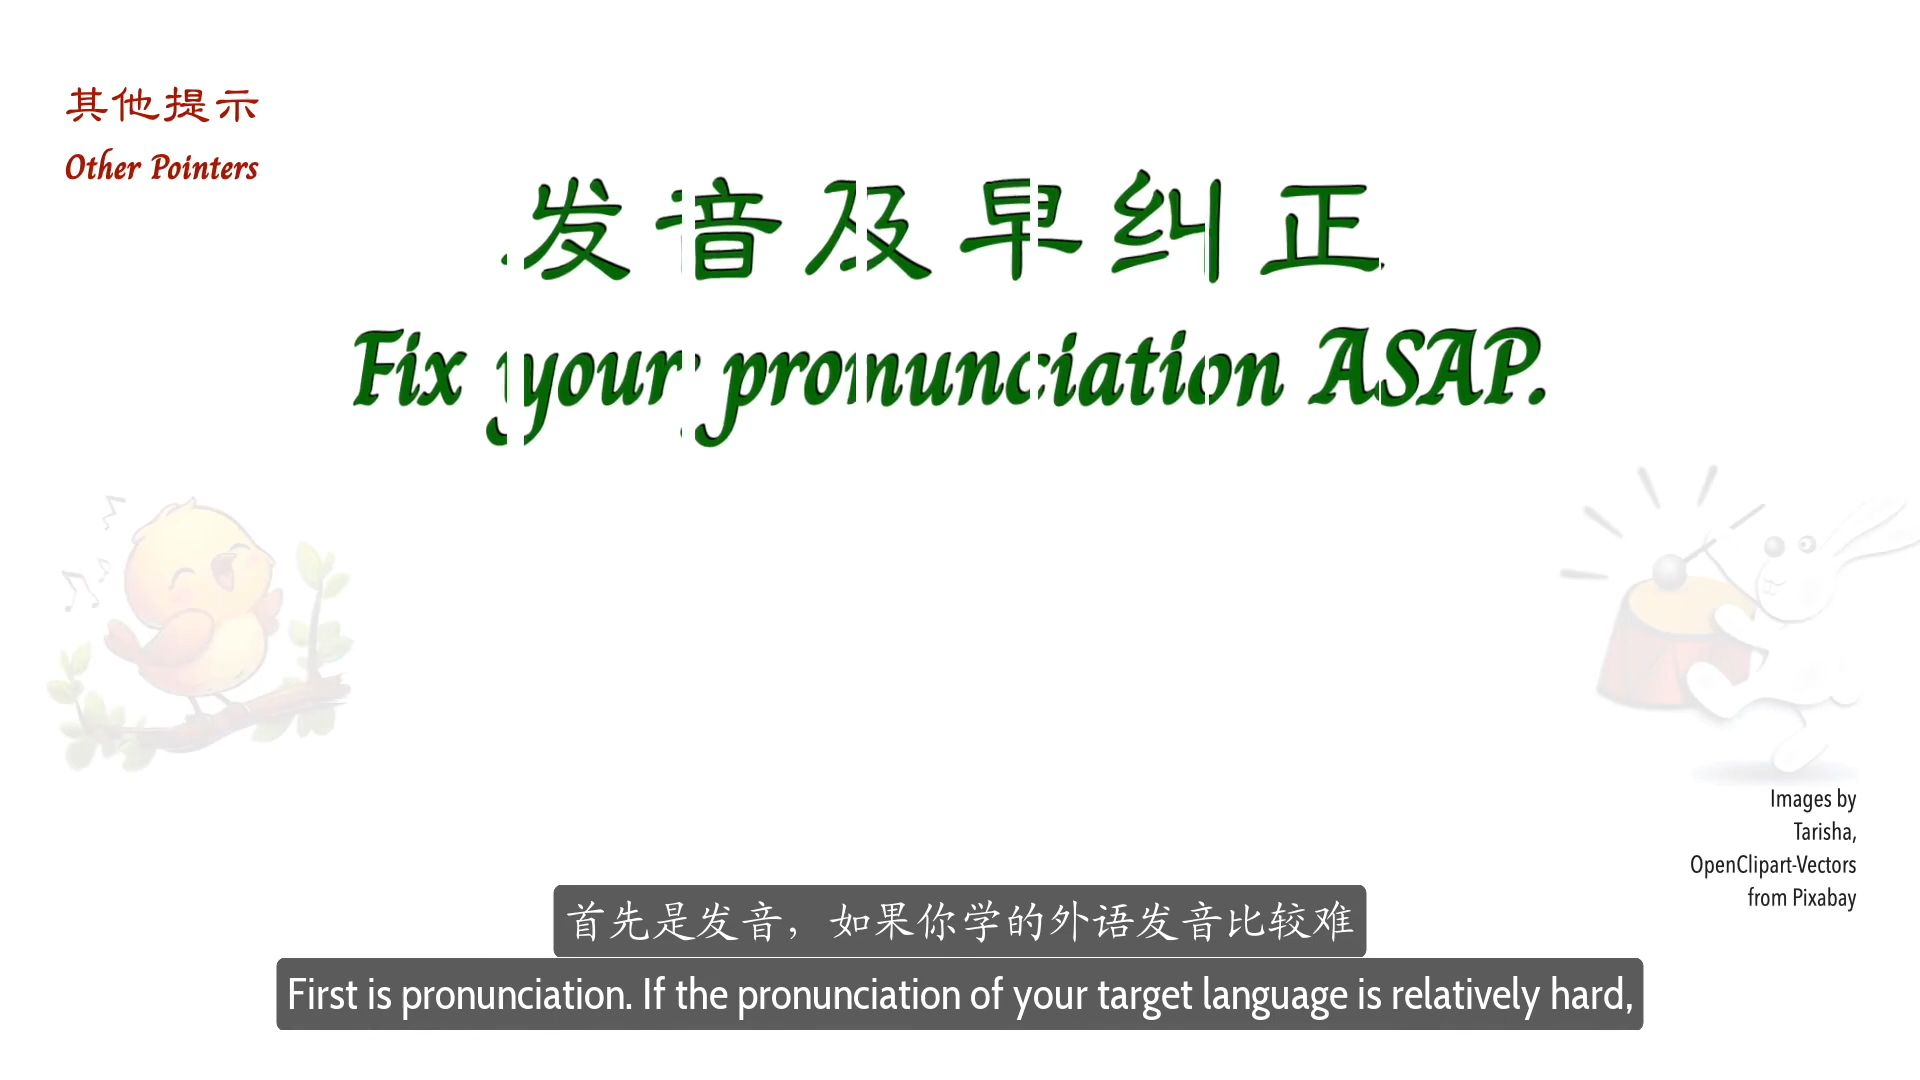 其他提示
Other Pointers
发音及早纠正
Fix your pronunciation ASAP.
Images by
Tarisha,
OpenClipart-Vectors
from Pixabay
首先是发音，如果你学的外语发音比较难
First is pronunciation. If the pronunciation of your target language is relatively hard,